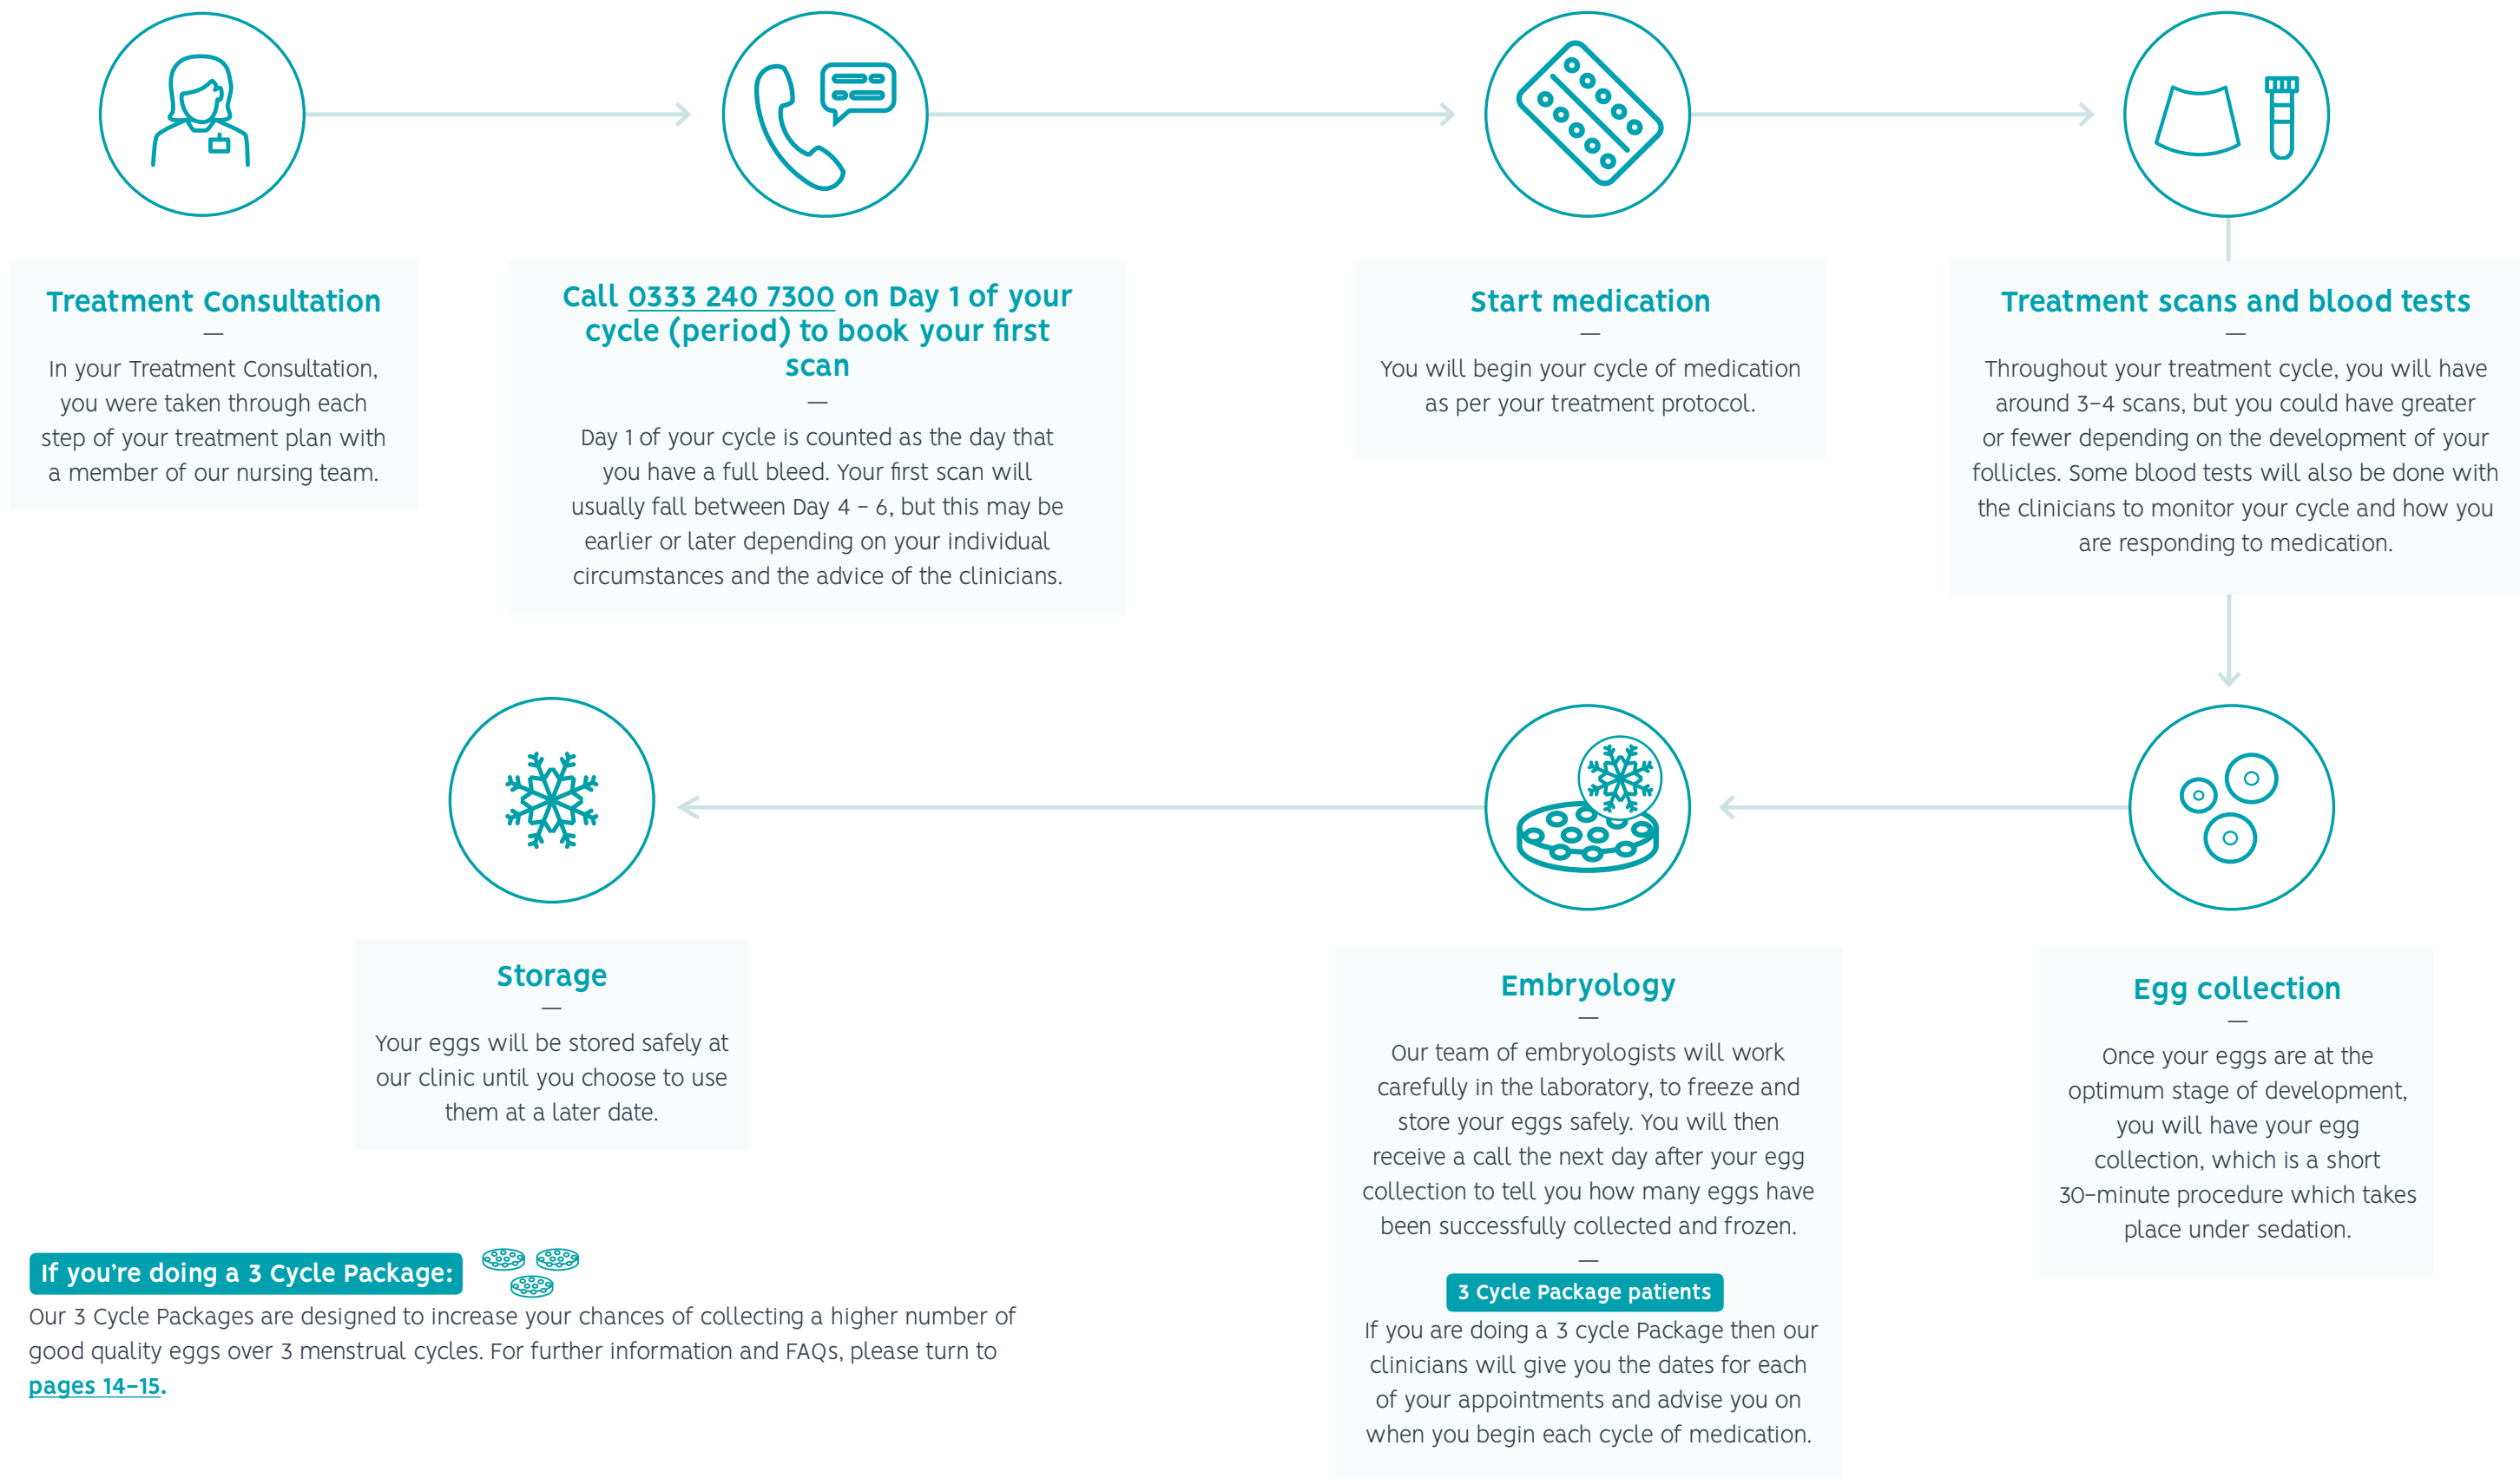 Treatment Consultation
—
In your Treatment Consultation,
you were taken through each
step of your treatment plan with
a member of our nursing team.
Call 0333 240 7300 on Day 1 of your
cycle (period) to book your first
scan
—
Day 1 of your cycle is counted as the day that
you have a full bleed. Your first scan will
usually fall between Day 4 – 6, but this may be
earlier or later depending on your individual
circumstances and the advice of the clinicians.
Start medication
—
You will begin your cycle of medication
as per your treatment protocol.
Treatment scans and blood tests
—
Throughout your treatment cycle, you will have
around 3–4 scans, but you could have greater
or fewer depending on the development of your
follicles. Some blood tests will also be done with
the clinicians to monitor your cycle and how you
are responding to medication.
Egg collection
—
Once your eggs are at the
optimum stage of development,
you will have your egg
collection, which is a short
30-minute procedure which takes
place under sedation.
Embryology
—
Our team of embryologists will work
carefully in the laboratory, to freeze and
store your eggs safely. You will then
receive a call the next day after your egg
collection to tell you how many eggs have
been successfully collected and frozen.
—
3 Cycle Package patients
If you are doing a 3 cycle Package then our
clinicians will give you the dates for each
of your appointments and advise you on
when you begin each cycle of medication.
Storage
—
Your eggs will be stored safely at
our clinic until you choose to use
them at a later date.
If you’re doing a 3 Cycle Package:
Our 3 Cycle Packages are designed to increase your chances of collecting a higher number of
good quality eggs over 3 menstrual cycles. For further information and FAQs, please turn to
pages 14–15.